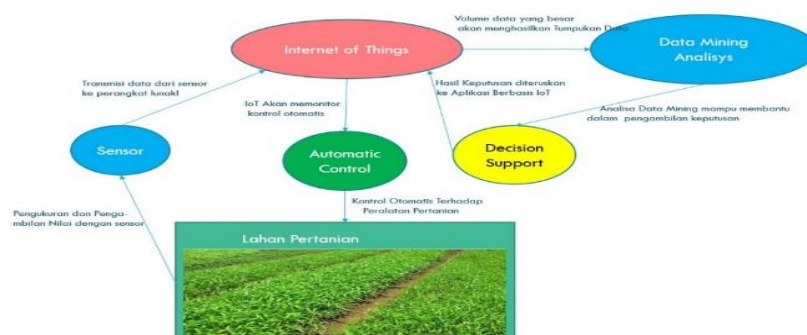 Volume data yang besar
akan menghasilkan Tumpukan Data
Internet of Things
Data Mining
Analisys
Transmisi data dari sensor
ke perangkat lunakl
Hasil Keputusan diteruskan
ke Aplikasi Berbasis IoT
IoT Akan memonitor
kontrol otomatis
Analisa Data Mining mampu membantu
dalam pengambilan keputusan
Sensor
Automatic
Control
Decision
Support
Kontrol Otomatis Terhadap
Peralatan Pertanian
Pengukuran dan Penga-
mbilan Nilai dengan sensor
Lahan Pertanian